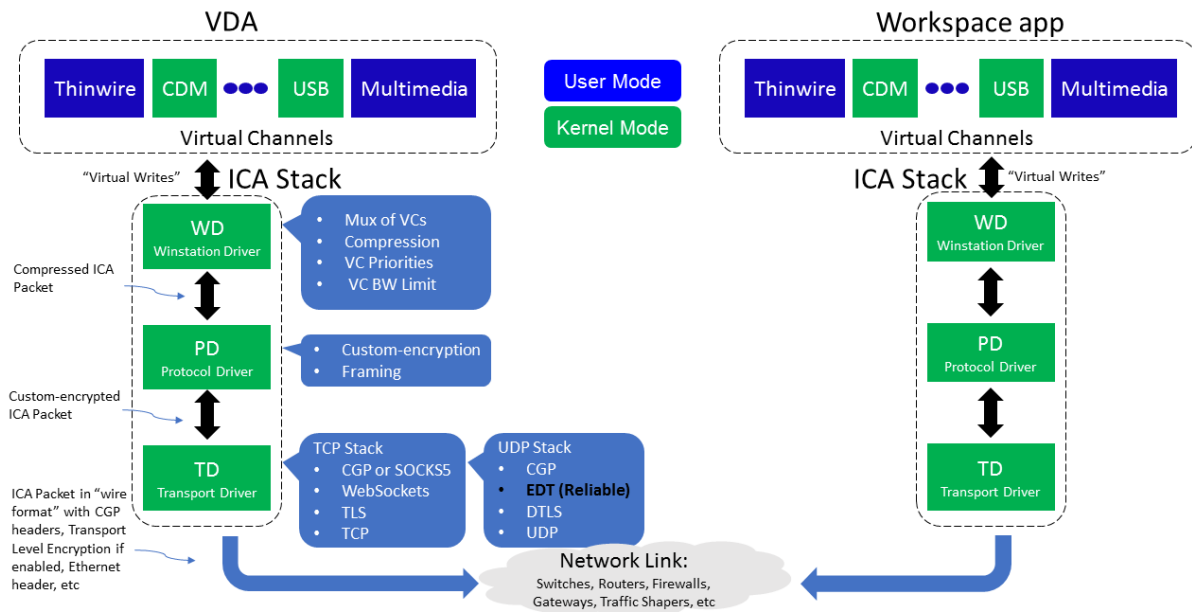 VDA
Thinwire
CDM
USB
Multimedia
Virtual Channels
User Mode
Kernel Mode
Workspace app
Thinwire
CDM
USB
Multimedia
Virtual Channels
“Virtual Writes”
ICA Stack
WD
Winstation Driver
• Mux of VCs
• Compression
• VC Priorities
• VC BW Limit
Compressed ICA
Packet
PD
Protocol Driver
• Custom-encryption
• Framing
Custom-encrypted
ICA Packet
TD
Transport Driver
TCP Stack
• CGP or SOCKS5
• WebSockets
• TLS
• TCP
UDP Stack
• CGP
• EDT (Reliable)
• DTLS
• UDP
ICA Packet in “wire
format” with CGP
headers, Transport
Level Encryption if
enabled, Ethernet
header, etc
Network Link:
Switches, Routers, Firewalls,
Gateways, Traffic Shapers, etc
ICA Stack
“Virtual Writes”
WD
Winstation Driver
PD
Protocol Driver
TD
Transport Driver